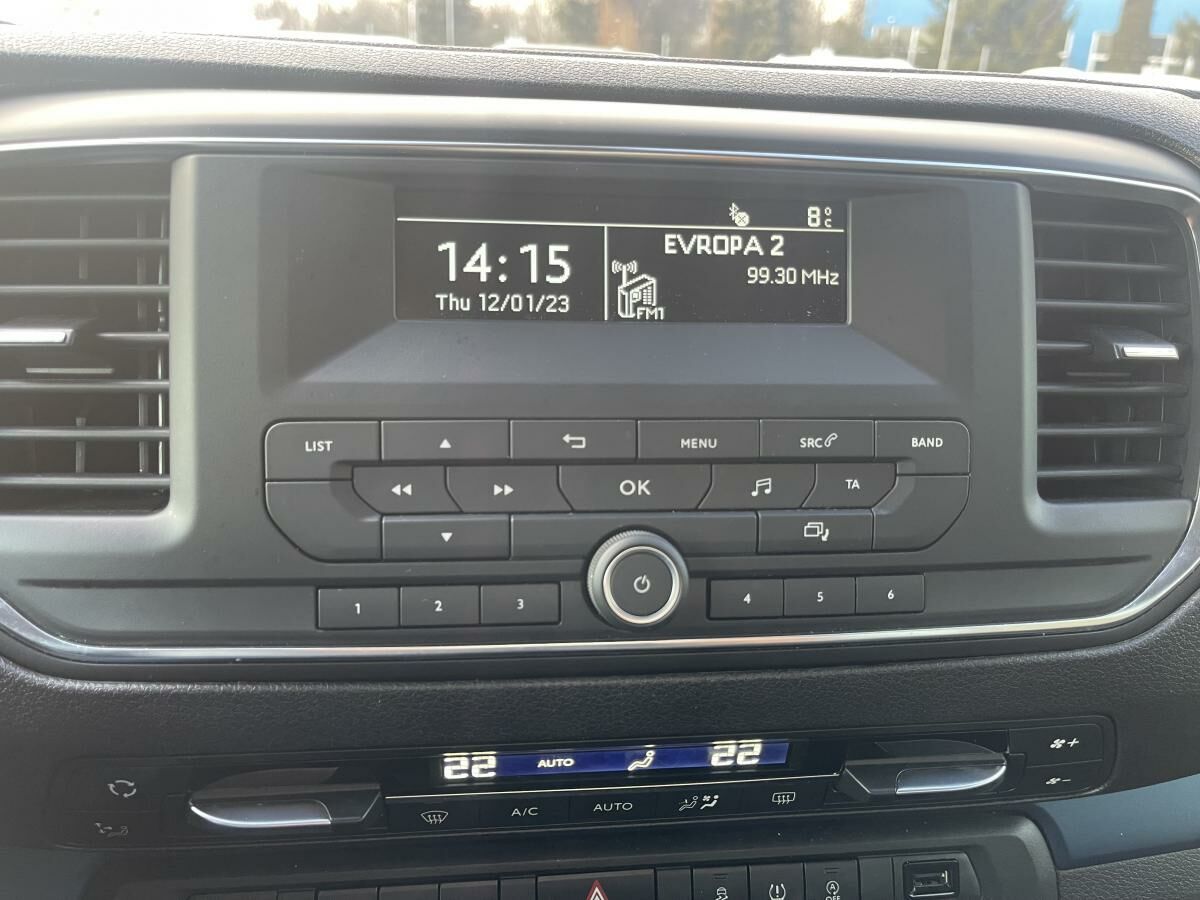 8°C
EVROPA 2
14:15
99.30 MHz
Thu 12/01/23
FM1
LIST
MENU
SRC
BAND
OK
TA
1
2
3
4
5
6
22
AUTO
22
A/C
AUTO
OFF